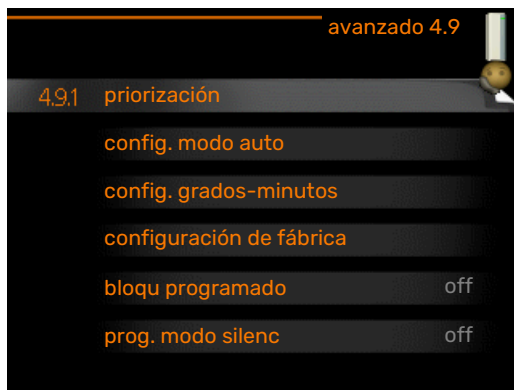 avanzado 4.9
4.9.1 priorización
config. modo auto
config. grados-minutos
configuración de fábrica
bloqu programado off
prog. modo silenc off